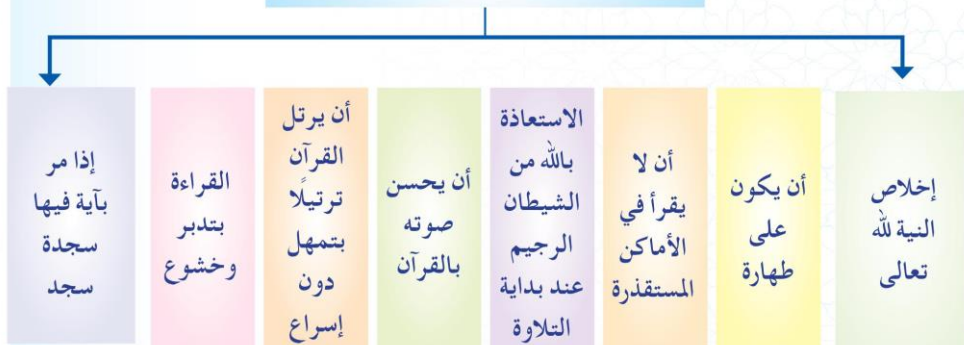 إخلاص
النية لله
تعالى
أن يكون
على
طهارة
أن لا
يقرأ في
الأماكن
المستقذرة
الاستعاذة
بالله من
الشيطان
الرجيم
عند بداية
التلاوة
أن يحسن
صوته
بالقرآن
أن يرتل
القرآن
ترتيلًا
بتمهل
دون
إسراع
القراءة
بتدبر
وخشوع
إذا مر
بآية فيها
سجدة
سجد